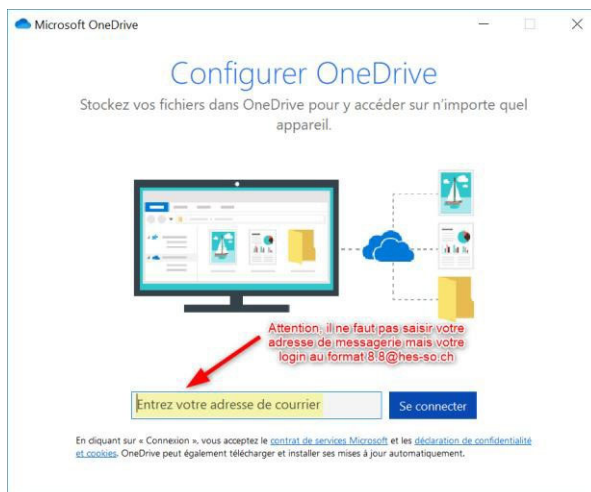 Microsoft OneDrive
Configurer OneDrive
Stockez vos fichiers dans OneDrive pour y accéder sur n'importe quel
appareil.
Attention, il ne faut pas saisir votre
adresse de messagerie mais votre
login au format 8.8@hes-so.ch
Entrez votre adresse de courrier
Se connecter
En cliquant sur « Connexion », vous acceptez le contrat de services Microsoft et les déclaration de confidentialité
et cookies. OneDrive peut également télécharger et installer ses mises à jour automatiquement.